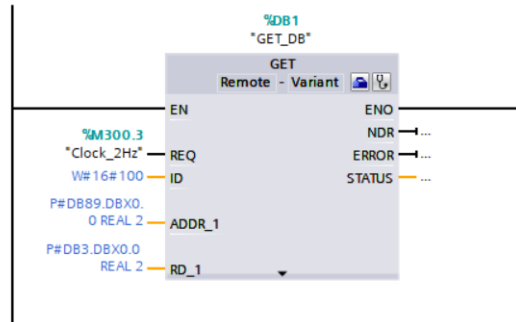 %DB1
"GET_DB"
GET
Remote - Variant
EN ENO
NDR ...
%M300.3
"Clock_2Hz" REQ ERROR ...
W#16#100 ID STATUS ...
P#DB89.DBX0.
0 REAL 2 ADDR_1
P#DB3.DBX0.0
REAL 2 RD_1